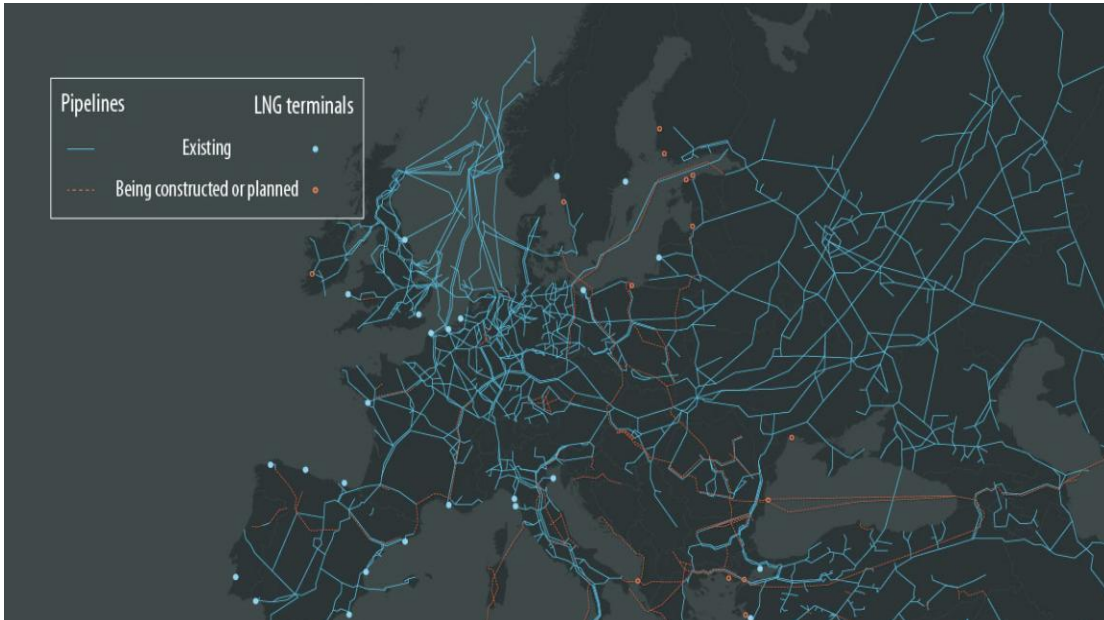 Pipelines LNG terminals
Existing
Being constructed or planned